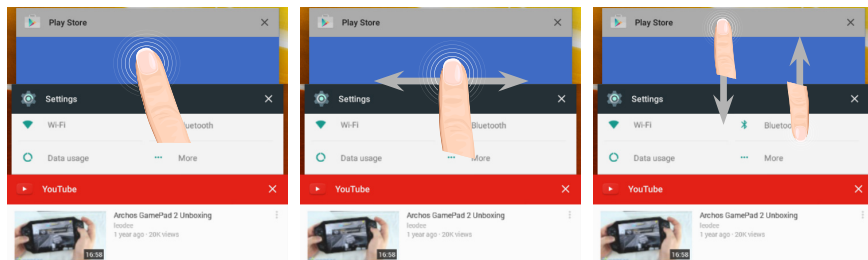 Play Store
Settings
Wi-Fi
Bluetooth
Data usage
More
YouTube
Archos GamePad 2 Unboxing
1 year ago · 20K views
16:58
Play Store
Settings
Wi-Fi
Bluetooth
Data usage
More
YouTube
Archos GamePad 2 Unboxing
1 year ago · 20K views
16:58
Play Store
Settings
Wi-Fi
Data usage
More
YouTube
Archos GamePad 2 Unboxing
1 year ago · 20K views
16:58